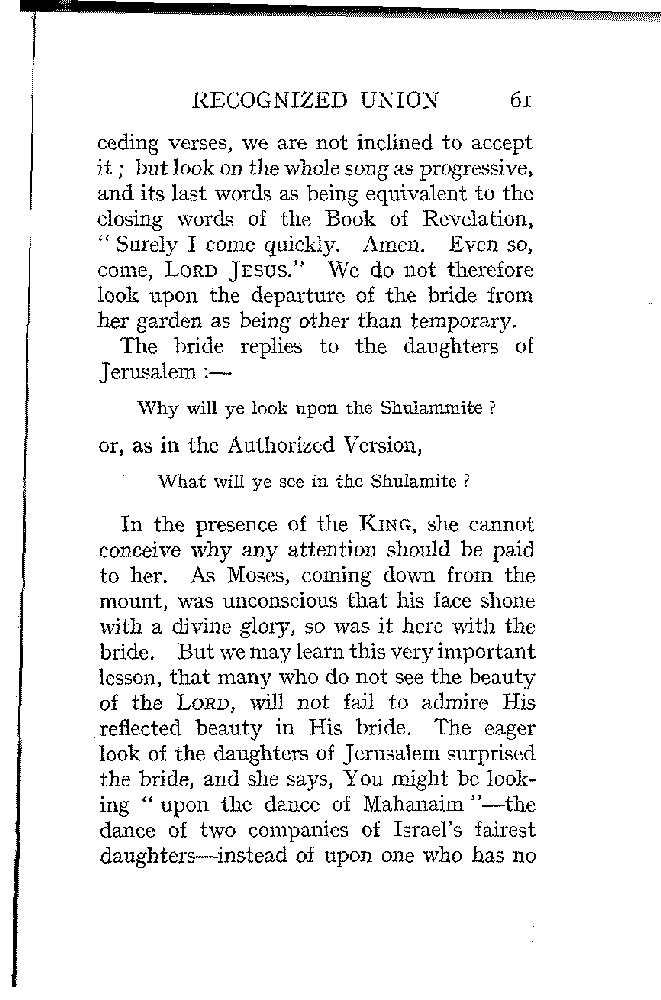 RECOGNIZED UNION 61
ceding verses, we are not inclined to accept
it; but look on the whole song as progressive,
and its last words as being equivalent to the
closing words of the Book of Revelation,
“Surely I come quickly. Amen. Even so,
come, LORD JESUS.” We do not therefore
look upon the departure of the bride from
her garden as being other than temporary.
The bride replies to the daughters of
Jerusalem :—
Why will ye look upon the Shulammite ?
or, as in the Authorized Version,
What will ye see in the Shulamite ?
In the presence of the KING, she cannot
conceive why any attention should be paid
to her. As Moses, coming down from the
mount, was unconscious that his face shone
with a divine glory, so was it here with the
bride. But we may learn this very important
lesson, that many who do not see the beauty
of the LORD, will not fail to admire His
reflected beauty in His bride. The eager
look of the daughters of Jerusalem surprised
the bride, and she says, You might be look-
ing “upon the dance of Mahanaim”—the
dance of two companies of Israel's fairest
daughters—instead of upon one who has no